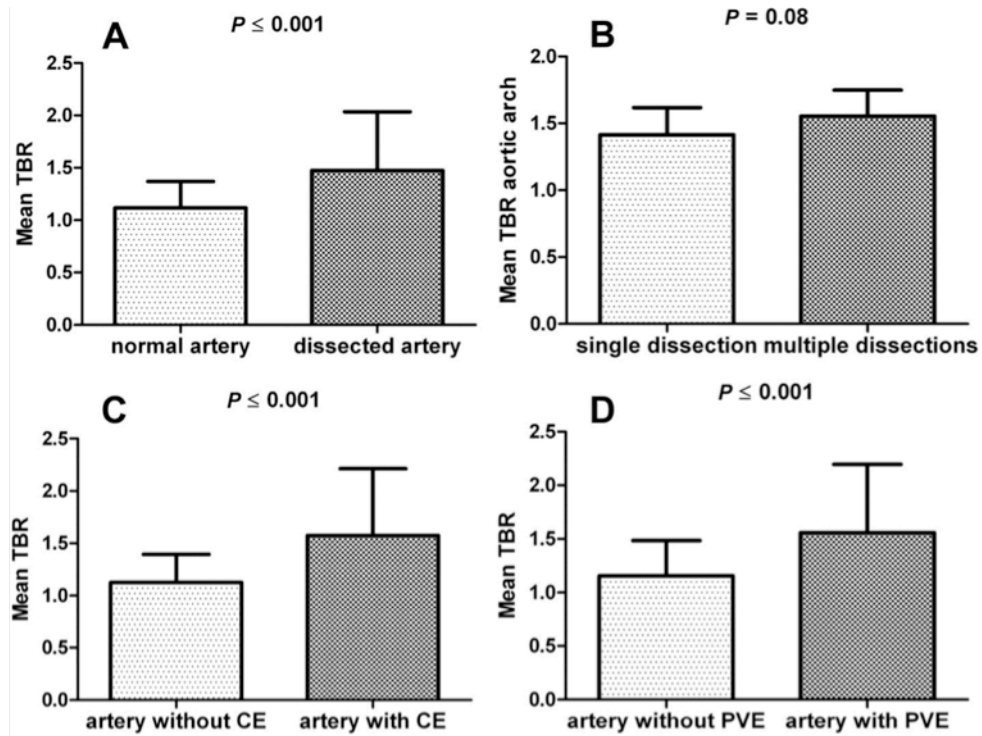 A
P ≤ 0.001
Mean TBR
2.5
2.0
1.5
1.0
0.5
0.0
normal artery dissected artery
B
P = 0.08
Mean TBR aortic arch
2.0
1.5
1.0
0.5
0.0
single dissection multiple dissections
C
P ≤ 0.001
Mean TBR
2.5
2.0
1.5
1.0
0.5
0.0
artery without CE artery with CE
D
P ≤ 0.001
Mean TBR
2.5
2.0
1.5
1.0
0.5
0.0
artery without PVE artery with PVE